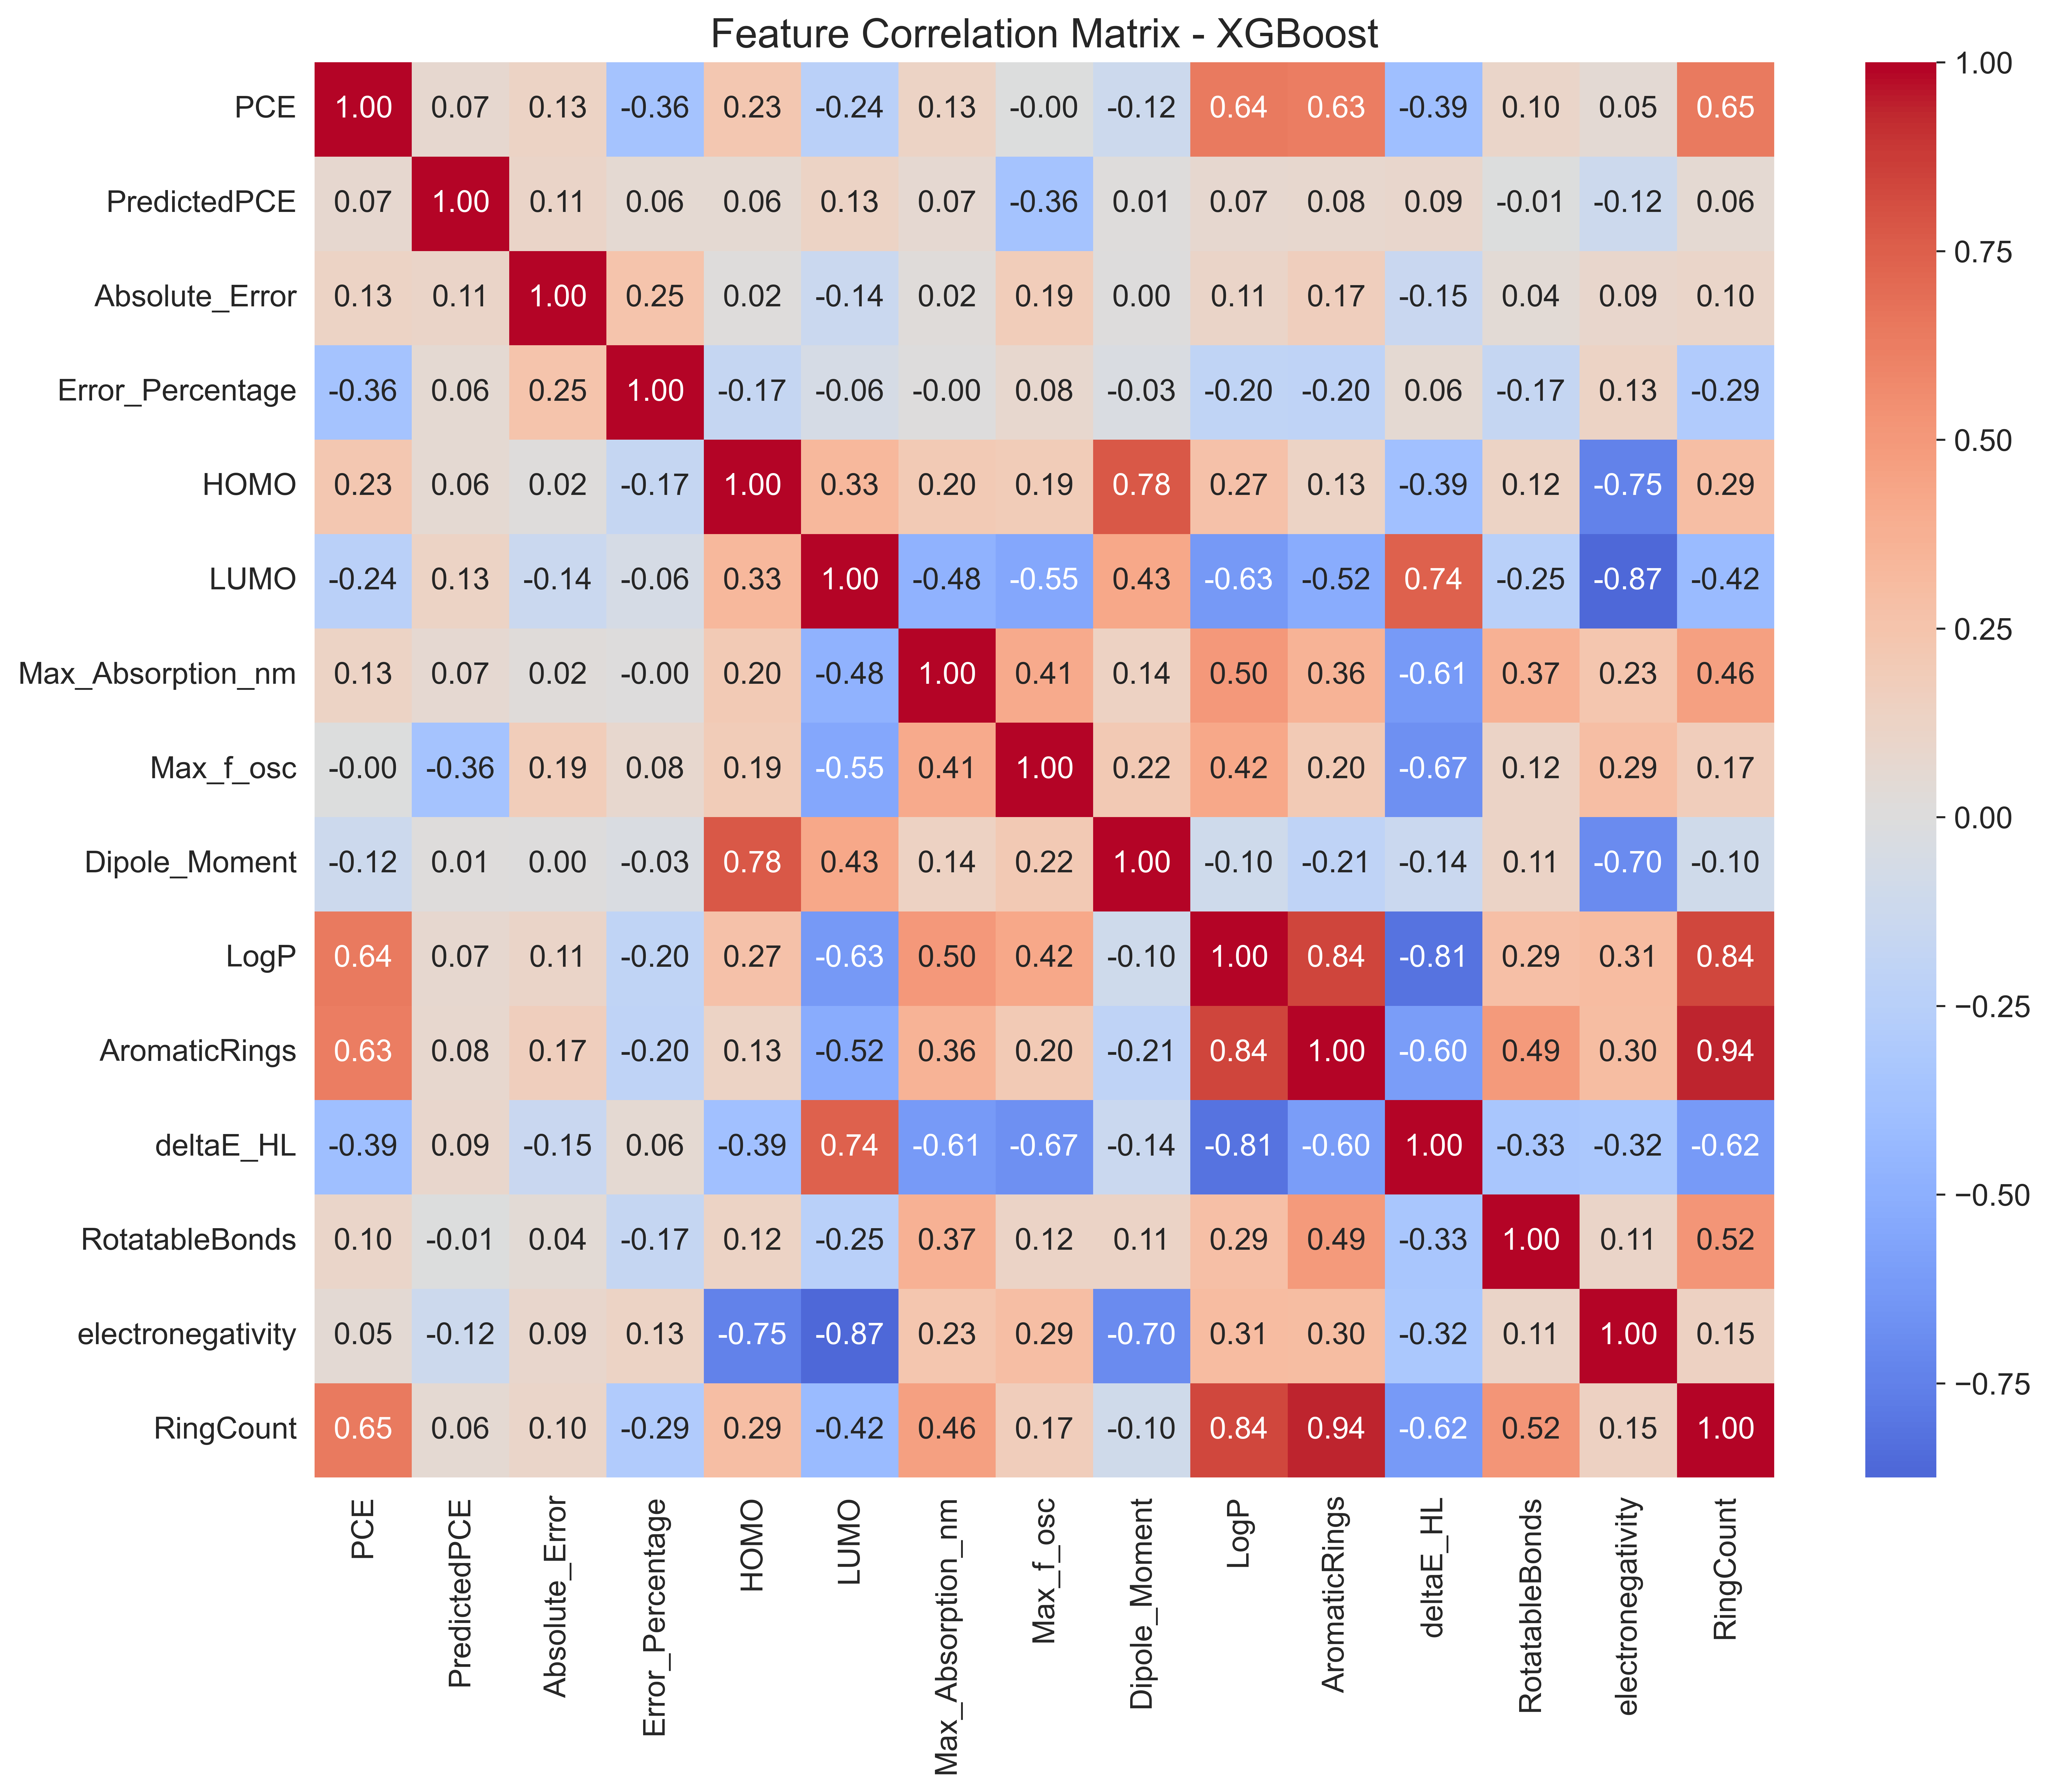 Feature Correlation Matrix - XGBoost
PCE 1.00 0.07 0.13 -0.36 0.23 -0.24 0.13 -0.00 -0.12 0.64 0.63 -0.39 0.10 0.05 0.65
PredictedPCE 0.07 1.00 0.11 0.06 0.06 0.13 0.07 -0.36 0.01 0.07 0.08 0.09 -0.01 -0.12 0.06
Absolute_Error 0.13 0.11 1.00 0.25 0.02 -0.14 0.02 0.19 0.00 0.11 0.17 -0.15 0.04 0.09 0.10
Error_Percentage -0.36 0.06 0.25 1.00 -0.17 -0.06 -0.00 0.08 -0.03 -0.20 -0.20 0.06 -0.17 0.13 -0.29
HOMO 0.23 0.06 0.02 -0.17 1.00 0.33 0.20 0.19 0.78 0.27 0.13 -0.39 0.12 -0.75 0.29
LUMO -0.24 0.13 -0.14 -0.06 0.33 1.00 -0.48 -0.55 0.43 -0.63 -0.52 0.74 -0.25 -0.87 -0.42
Max_Absorption_nm 0.13 0.07 0.02 -0.00 0.20 -0.48 1.00 0.41 0.14 0.50 0.36 -0.61 0.37 0.23 0.46
Max_f_osc -0.00 -0.36 0.19 0.08 0.19 -0.55 0.41 1.00 0.22 0.42 0.20 -0.67 0.12 0.29 0.17
Dipole_Moment -0.12 0.01 0.00 -0.03 0.78 0.43 0.14 0.22 1.00 -0.10 -0.21 -0.14 0.11 -0.70 -0.10
LogP 0.64 0.07 0.11 -0.20 0.27 -0.63 0.50 0.42 -0.10 1.00 0.84 -0.81 0.29 0.31 0.84
AromaticRings 0.63 0.08 0.17 -0.20 0.13 -0.52 0.36 0.20 -0.21 0.84 1.00 -0.60 0.49 0.30 0.94
deltaE_HL -0.39 0.09 -0.15 0.06 -0.39 0.74 -0.61 -0.67 -0.14 -0.81 -0.60 1.00 -0.33 -0.32 -0.62
RotatableBonds 0.10 -0.01 0.04 -0.17 0.12 -0.25 0.37 0.12 0.11 0.29 0.49 -0.33 1.00 0.11 0.52
electronegativity 0.05 -0.12 0.09 0.13 -0.75 -0.87 0.23 0.29 -0.70 0.31 0.30 -0.32 0.11 1.00 0.15
RingCount 0.65 0.06 0.10 -0.29 0.29 -0.42 0.46 0.17 -0.10 0.84 0.94 -0.62 0.52 0.15 1.00
PCE
PredictedPCE
Absolute_Error
Error_Percentage
HOMO
LUMO
Max_Absorption_nm
Max_f_osc
Dipole_Moment
LogP
AromaticRings
deltaE_HL
RotatableBonds
electronegativity
RingCount
1.00
0.75
0.50
0.25
0.00
−0.25
−0.50
−0.75